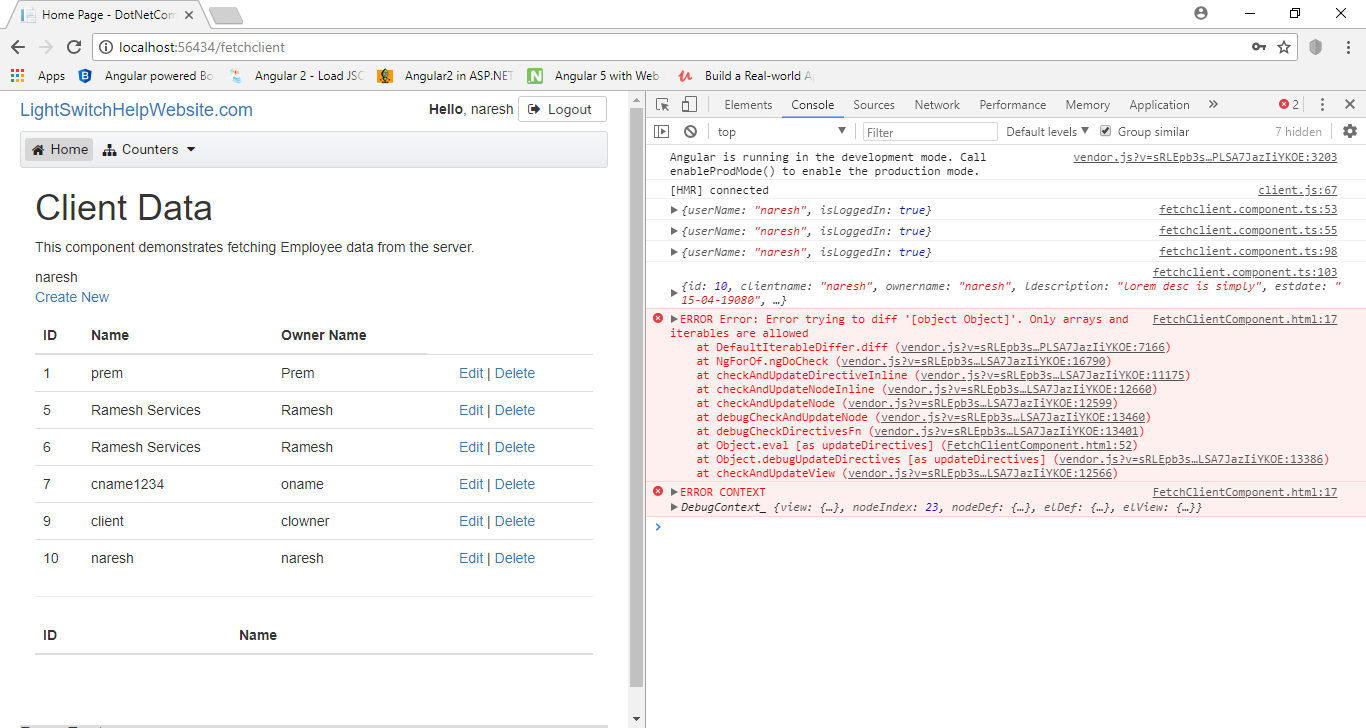 Home Page - DotNetCom
localhost:56434/fetchclient
Apps
Angular powered Bo
Angular 2 - Load JSC
Angular2 in ASP.NET
Angular 5 with Web
Build a Real-world A
LightSwitchHelpWebsite.com
Hello, naresh
Logout
Home
Counters
Client Data
This component demonstrates fetching Employee data from the server.
naresh
Create New
ID Name Owner Name
1 prem Prem Edit | Delete
5 Ramesh Services Ramesh Edit | Delete
6 Ramesh Services Ramesh Edit | Delete
7 cname1234 oname Edit | Delete
9 client clowner Edit | Delete
10 naresh naresh Edit | Delete
ID Name
Elements Console Sources Network Performance Memory Application » 2
top Filter Default levels Group similar 7 hidden
Angular is running in the development mode. Call vendor.js?v=sRLEpb3s…PLSA7JazIiYKOE:3203
enableProdMode() to enable the production mode.
[HMR] connected client.js:67
{userName: "naresh", isLoggedIn: true} fetchclient.component.ts:53
{userName: "naresh", isLoggedIn: true} fetchclient.component.ts:55
{userName: "naresh", isLoggedIn: true} fetchclient.component.ts:98
fetchclient.component.ts:103
{id: 10, clientname: "naresh", ownername: "naresh", ldescription: "lorem desc is simply", estdate: "
15-04-19080", …}
ERROR Error: Error trying to diff '[object Object]'. Only arrays and FetchClientComponent.html:17
iterables are allowed
at DefaultIterableDiffer.diff (vendor.js?v=sRLEpb3s…PLSA7JazIiYKOE:7166)
at NgForOf.ngDoCheck (vendor.js?v=sRLEpb3s…LSA7JazIiYKOE:16790)
at checkAndUpdateDirectiveInline (vendor.js?v=sRLEpb3s…LSA7JazIiYKOE:11175)
at checkAndUpdateNodeInline (vendor.js?v=sRLEpb3s…LSA7JazIiYKOE:12660)
at checkAndUpdateNode (vendor.js?v=sRLEpb3s…LSA7JazIiYKOE:12599)
at debugCheckAndUpdateNode (vendor.js?v=sRLEpb3s…LSA7JazIiYKOE:13460)
at debugCheckDirectivesFn (vendor.js?v=sRLEpb3s…LSA7JazIiYKOE:13401)
at Object.eval [as updateDirectives] (FetchClientComponent.html:52)
at Object.debugUpdateDirectives [as updateDirectives] (vendor.js?v=sRLEpb3s…LSA7JazIiYKOE:13386)
at checkAndUpdateView (vendor.js?v=sRLEpb3s…LSA7JazIiYKOE:12566)
ERROR CONTEXT FetchClientComponent.html:17
DebugContext_ {view: {…}, nodeIndex: 23, nodeDef: {…}, elDef: {…}, elView: {…}}